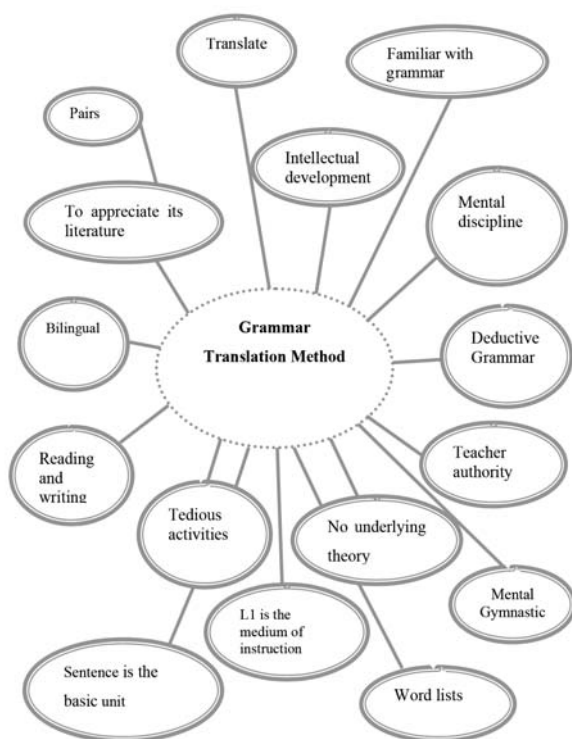 Translate
Familiar with
grammar
Pairs
Intellectual
development
To appreciate its
literature
Mental
discipline
Grammar
Translation Method
Bilingual
Deductive
Grammar
Reading
and
writing
Teacher
authority
Tedious
activities
No underlying
theory
Mental
Gymnastic
L1 is the
medium of
instruction
Sentence is the
basic unit
Word lists